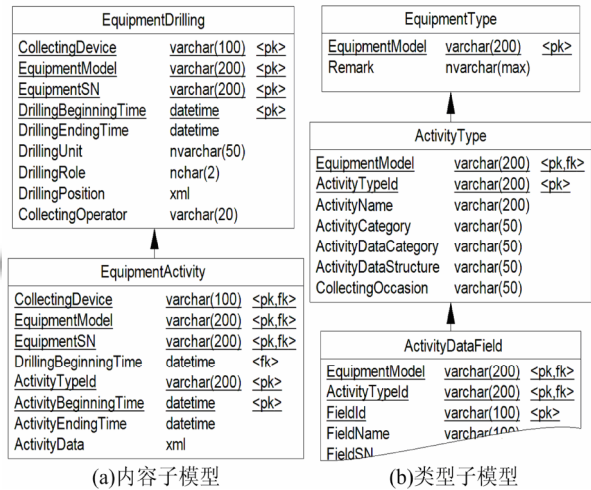 EquipmentDrilling
CollectingDevice varchar(100) <pk>
EquipmentModel varchar(200) <pk>
EquipmentSN varchar(200) <pk>
DrillingBeginningTime datetime <pk>
DrillingEndingTime datetime
DrillingUnit nvarchar(50)
DrillingRole nchar(2)
DrillingPosition xml
CollectingOperator varchar(20)
EquipmentActivity
CollectingDevice varchar(100) <pk,fk>
EquipmentModel varchar(200) <pk,fk>
EquipmentSN varchar(200) <pk,fk>
DrillingBeginningTime datetime <fk>
ActivityTypeId varchar(200) <pk>
ActivityBeginningTime datetime <pk>
ActivityEndingTime datetime
ActivityData xml
(a)内容子模型
EquipmentType
EquipmentModel varchar(200) <pk>
Remark nvarchar(max)
ActivityType
EquipmentModel varchar(200) <pk,fk>
ActivityTypeId varchar(200) <pk>
ActivityName varchar(200)
ActivityCategory varchar(50)
ActivityDataCategory varchar(50)
ActivityDataStructure varchar(50)
CollectingOccasion varchar(50)
ActivityDataField
EquipmentModel varchar(200) <pk,fk>
ActivityTypeId varchar(200) <pk,fk>
FieldId varchar(100) <pk>
FieldName
FieldSN
(b)类型子模型